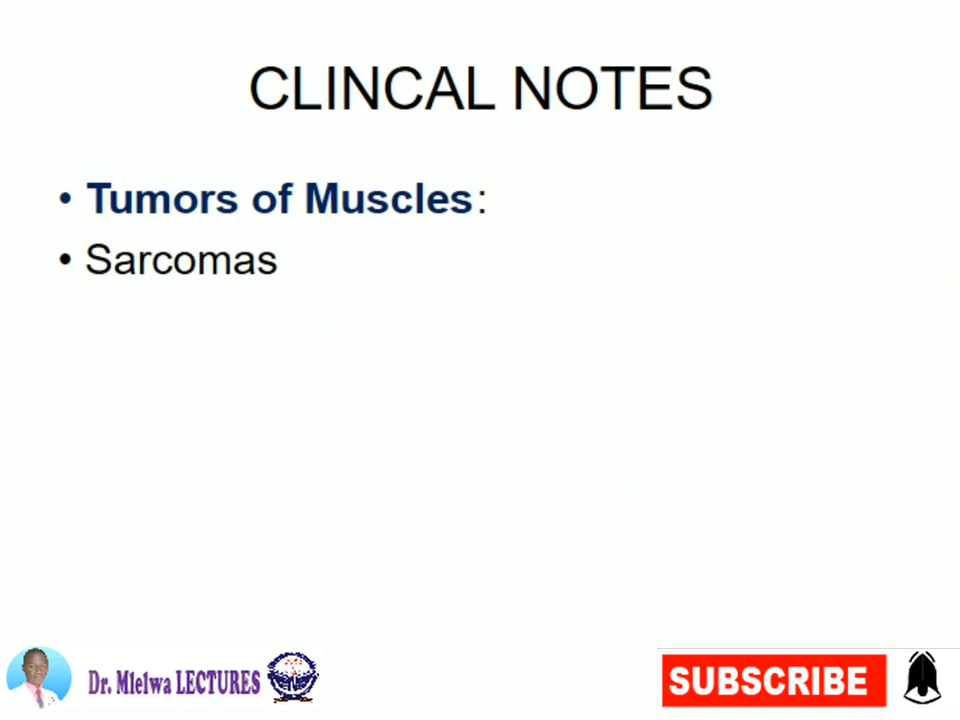 CLINCAL NOTES
• Tumors of Muscles:
• Sarcomas
Dr. Mlelwa LECTURES
SUBSCRIBE